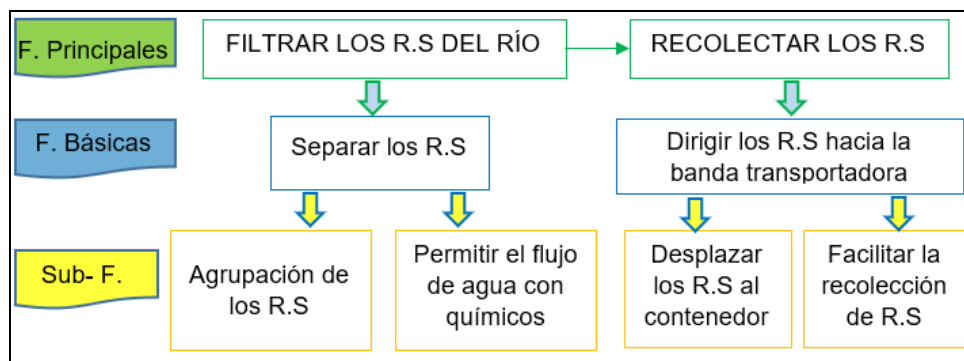 F. Principales
FILTRAR LOS R.S DEL RÍO
RECOLECTAR LOS R.S
F. Básicas
Separar los R.S
Dirigir los R.S hacia la
banda transportadora
Sub- F.
Agrupación de
los R.S
Permitir el flujo
de agua con
químicos
Desplazar
los R.S al
contenedor
Facilitar la
recolección
de R.S